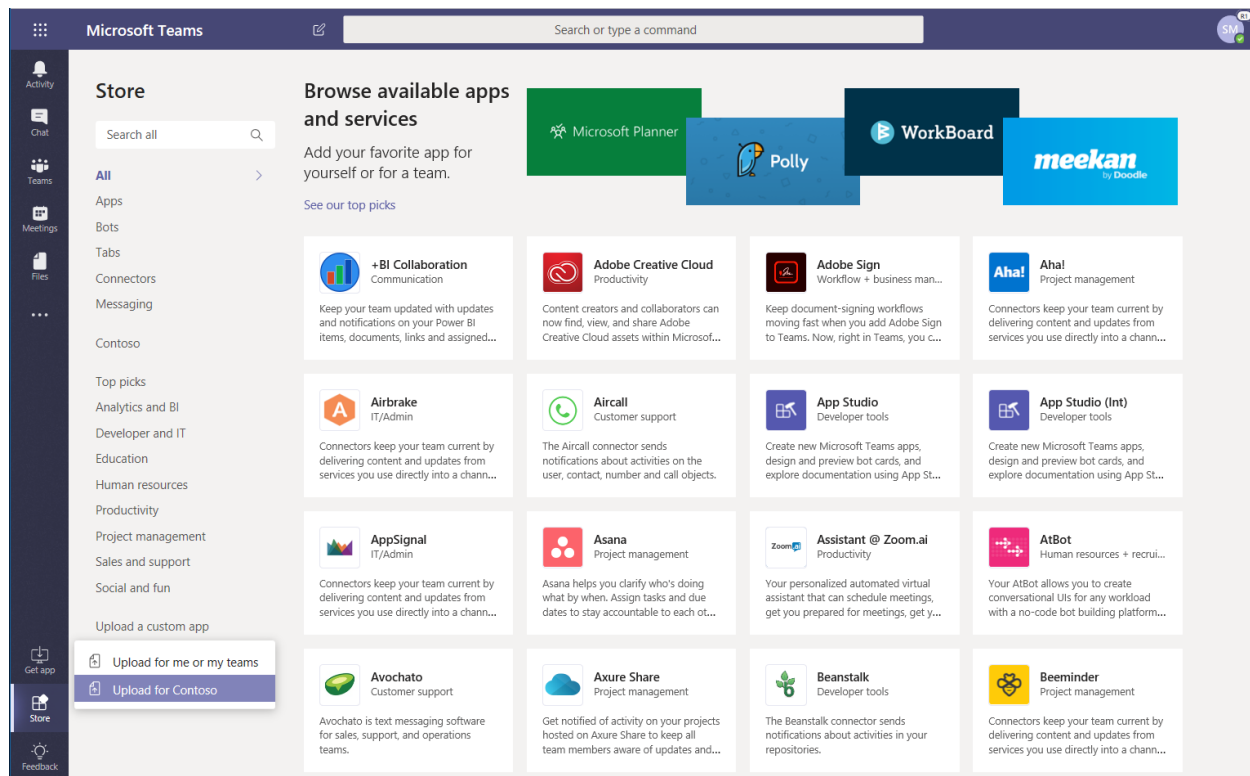 Microsoft Teams
Search or type a command
R1
SM
Activity
Chat
Teams
Meetings
Files
Get app
Store
Feedback
Store
Search all
All
Apps
Bots
Tabs
Connectors
Messaging
Contoso
Top picks
Analytics and BI
Developer and IT
Education
Human resources
Productivity
Project management
Sales and support
Social and fun
Upload a custom app
Upload for me or my teams
Upload for Contoso
Browse available apps
and services
Add your favorite app for
yourself or for a team.
See our top picks
Microsoft Planner
Polly
WorkBoard
meekan
by Doodle
+BI Collaboration
Communication
Keep your team updated with updates
and notifications on your Power BI
items, documents, links and assigned...
Adobe Creative Cloud
Productivity
Content creators and collaborators can
now find, view, and share Adobe
Creative Cloud assets within Microsof...
Adobe Sign
Workflow + business man...
Keep document-signing workflows
moving fast when you add Adobe Sign
to Teams. Now, right in Teams, you c...
Aha!
Aha!
Project management
Connectors keep your team current by
delivering content and updates from
services you use directly into a chann...
Airbrake
IT/Admin
Connectors keep your team current by
delivering content and updates from
services you use directly into a chann...
Aircall
Customer support
The Aircall connector sends
notifications about activities on the
user, contact, number and call objects.
App Studio
Developer tools
Create new Microsoft Teams apps,
design and preview bot cards, and
explore documentation using App St...
App Studio (Int)
Developer tools
Create new Microsoft Teams apps,
design and preview bot cards, and
explore documentation using App St...
AppSignal
IT/Admin
Connectors keep your team current by
delivering content and updates from
services you use directly into a chann...
Asana
Project management
Asana helps you clarify who's doing
what by when. Assign tasks and due
dates to stay accountable to each ot...
Zoom.ai
Assistant @ Zoom.ai
Productivity
Your personalized automated virtual
assistant that can schedule meetings,
get you prepared for meetings, get y...
AtBot
Human resources + recrui...
Your AtBot allows you to create
conversational UIs for any workload
with a no-code bot building platform...
Avochato
Customer support
Avochato is text messaging software
for sales, support, and operations
teams.
Axure Share
Project management
Get notified of activity on your projects
hosted on Axure Share to keep all
team members aware of updates and...
Beanstalk
Developer tools
The Beanstalk connector sends
notifications about activities in your
repositories.
Beeminder
Project management
Connectors keep your team current by
delivering content and updates from
services you use directly into a chann...